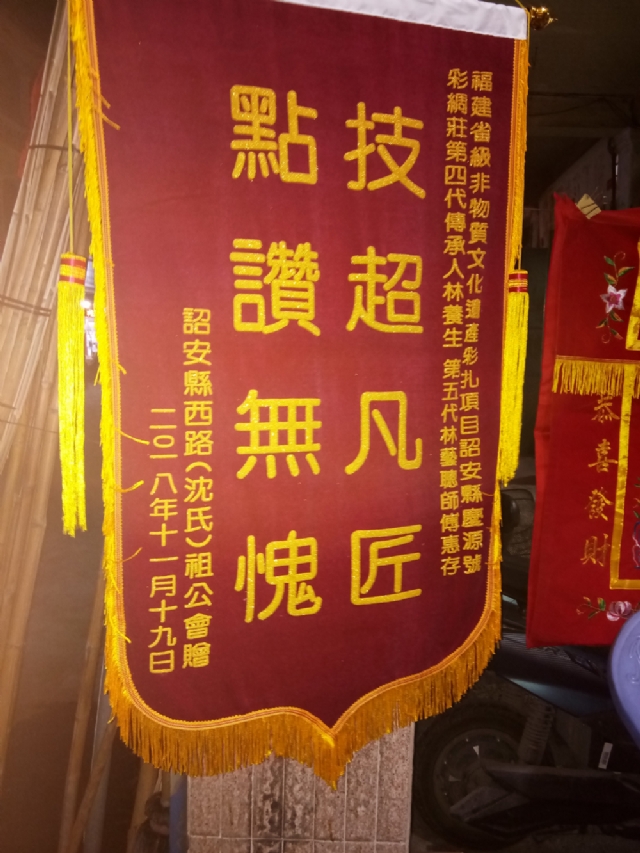 福建省級非物質文化遺產彩扎項目詔安縣慶源號
彩綢莊第四代傳承人林養生 第五代林藝聰師傅惠存
技超凡匠
點讚無愧
詔安縣西路(沈氏)祖公會贈
二〇一八年十一月十九日
恭喜發財